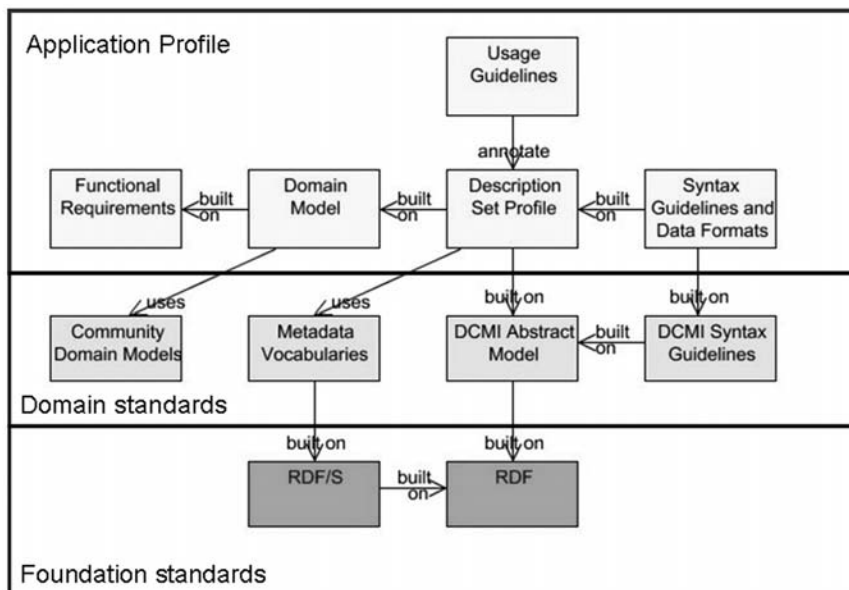 Application Profile
Usage
Guidelines
annotate
Functional
Requirements
built
on
Domain
Model
built
on
Description
Set Profile
built
on
Syntax
Guidelines and
Data Formats
uses
uses
built on
built on
Community
Domain Models
Metadata
Vocabularies
DCMI Abstract
Model
built
on
DCMI Syntax
Guidelines
Domain standards
built on
built on
RDF/S
built
on
RDF
Foundation standards